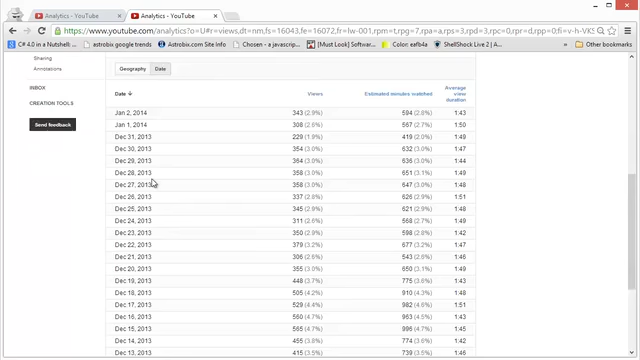 Analytics - YouTube
Analytics - YouTube
https://www.youtube.com/analytics?o=U#r=views,dt=nm,fs=16043,fe=16072,fr=lw-001,rpm=t,rpg=7,rpa=a,rps=3,rpd=3,rpc=0,rpr=d,rpp=0,fi=v-h-VKS
C# 4.0 in a Nutshell:
astrobix google trends
Astrobix.com Site Info
Chosen - a javascrip
[Must Look] Amazing
Color: eafb4a
ShellShock Live 2 |
Other bookmarks
Sharing
Annotations
INBOX
CREATION TOOLS
Send feedback
Geography Date
Date Views Estimated minutes watched Average view duration
Jan 2, 2014 343 (2.9%) 594 (2.8%) 1:43
Jan 1, 2014 308 (2.6%) 567 (2.7%) 1:50
Dec 31, 2013 229 (1.9%) 419 (2.0%) 1:49
Dec 30, 2013 354 (3.0%) 632 (3.0%) 1:47
Dec 29, 2013 364 (3.0%) 636 (3.0%) 1:44
Dec 28, 2013 358 (3.0%) 651 (3.1%) 1:49
Dec 27, 2013 358 (3.0%) 647 (3.0%) 1:48
Dec 26, 2013 337 (2.8%) 626 (2.9%) 1:51
Dec 25, 2013 345 (2.9%) 621 (2.9%) 1:48
Dec 24, 2013 311 (2.6%) 568 (2.7%) 1:49
Dec 23, 2013 350 (2.9%) 598 (2.8%) 1:42
Dec 22, 2013 379 (3.2%) 677 (3.2%) 1:47
Dec 21, 2013 306 (2.6%) 543 (2.6%) 1:46
Dec 20, 2013 355 (3.0%) 650 (3.1%) 1:49
Dec 19, 2013 448 (3.7%) 775 (3.6%) 1:43
Dec 18, 2013 505 (4.2%) 910 (4.3%) 1:48
Dec 17, 2013 529 (4.4%) 982 (4.6%) 1:51
Dec 16, 2013 560 (4.7%) 963 (4.5%) 1:43
Dec 15, 2013 565 (4.7%) 996 (4.7%) 1:45
Dec 14, 2013 455 (3.8%) 774 (3.6%) 1:42
Dec 13, 2013 415 (3.5%) 739 (3.5%) 1:46